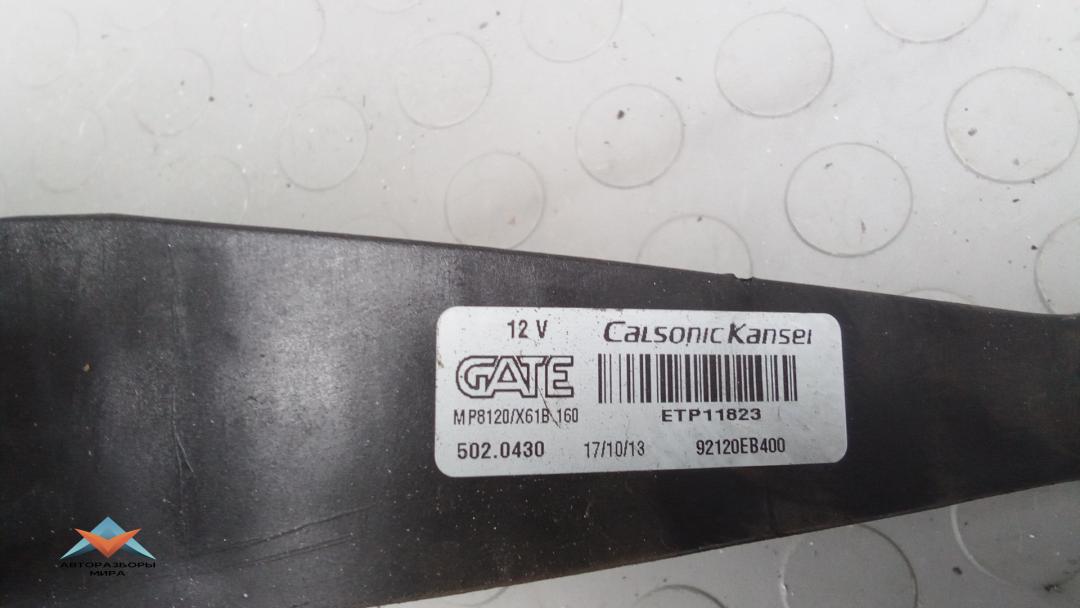 12 V CALSONIC KANSEI
GATE
MP8120/X61B 160 ETP11823
502.0430 17/10/13 92120EB400
АВТОРАЗБОРЫ
МИРА